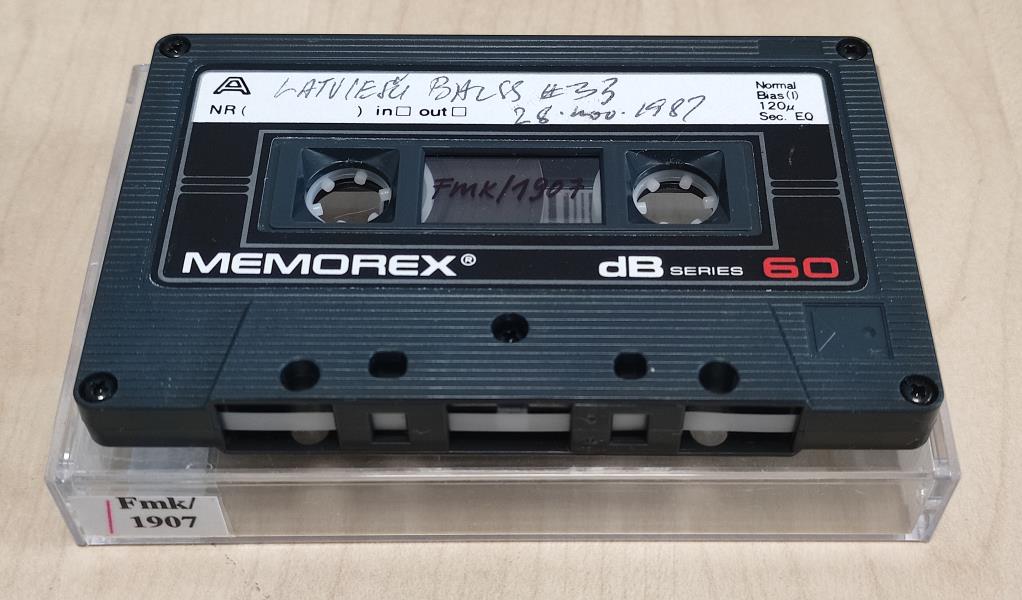 A LATVIEŠU BALSS #33
28. nov. 1987
NR ( ) in☐ out☐
Normal
Bias (I)
120µ
Sec. EQ
Fmk/1907
MEMOREX® dB SERIES 60
Fmk/
1907